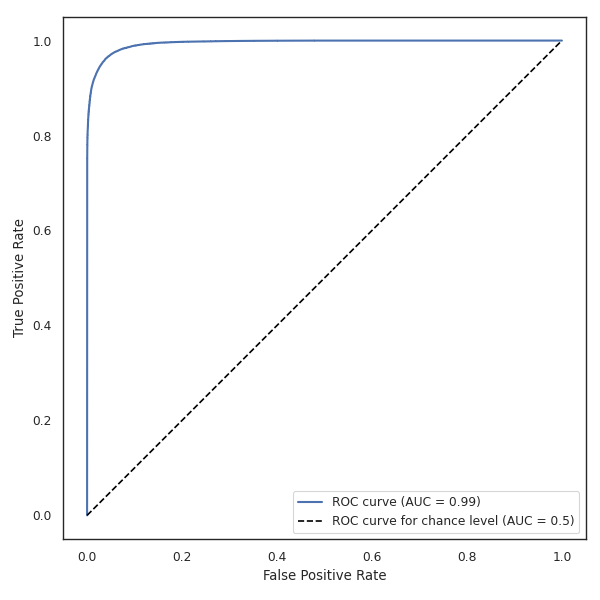 1.0
0.8
0.6
0.4
0.2
0.0
True Positive Rate
ROC curve (AUC = 0.99)
ROC curve for chance level (AUC = 0.5)
0.0 0.2 0.4 0.6 0.8 1.0
False Positive Rate